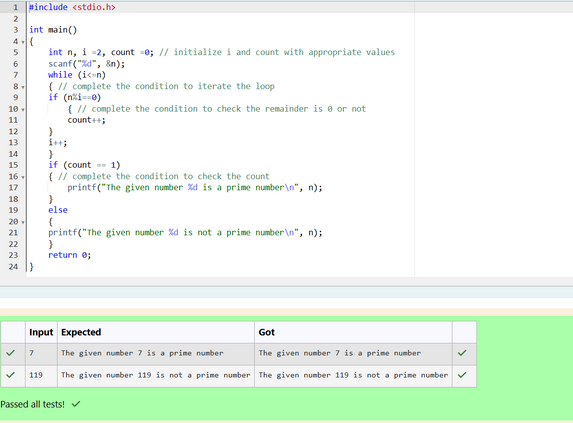 1 #include <stdio.h>
2
3 int main()
4 {
5 int n, i =2, count =0; // initialize i and count with appropriate values
6 scanf("%d", &n);
7 while (i<=n)
8 { // complete the condition to iterate the loop
9 if (n%i==0)
10 { // complete the condition to check the remainder is 0 or not
11 count++;
12 }
13 i++;
14 }
15 if (count == 1)
16 { // complete the condition to check the count
17 printf("The given number %d is a prime number\n", n);
18 }
19 else
20 {
21 printf("The given number %d is not a prime number\n", n);
22 }
23 return 0;
24 }
Input Expected Got
7 The given number 7 is a prime number The given number 7 is a prime number
119 The given number 119 is not a prime number The given number 119 is not a prime number
Passed all tests!